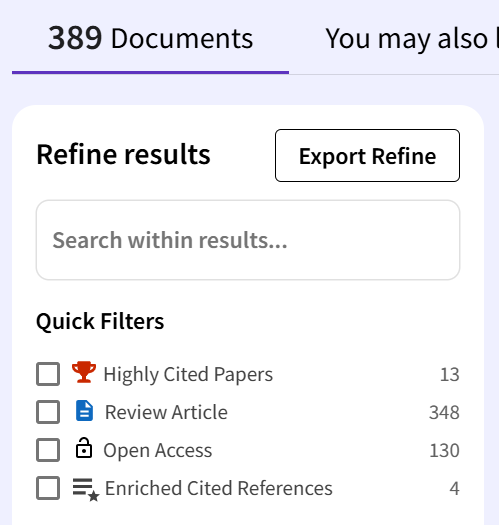 389 Documents
You may also
Refine results
Export Refine
Search within results...
Quick Filters
Highly Cited Papers 13
Review Article 348
Open Access 130
Enriched Cited References 4